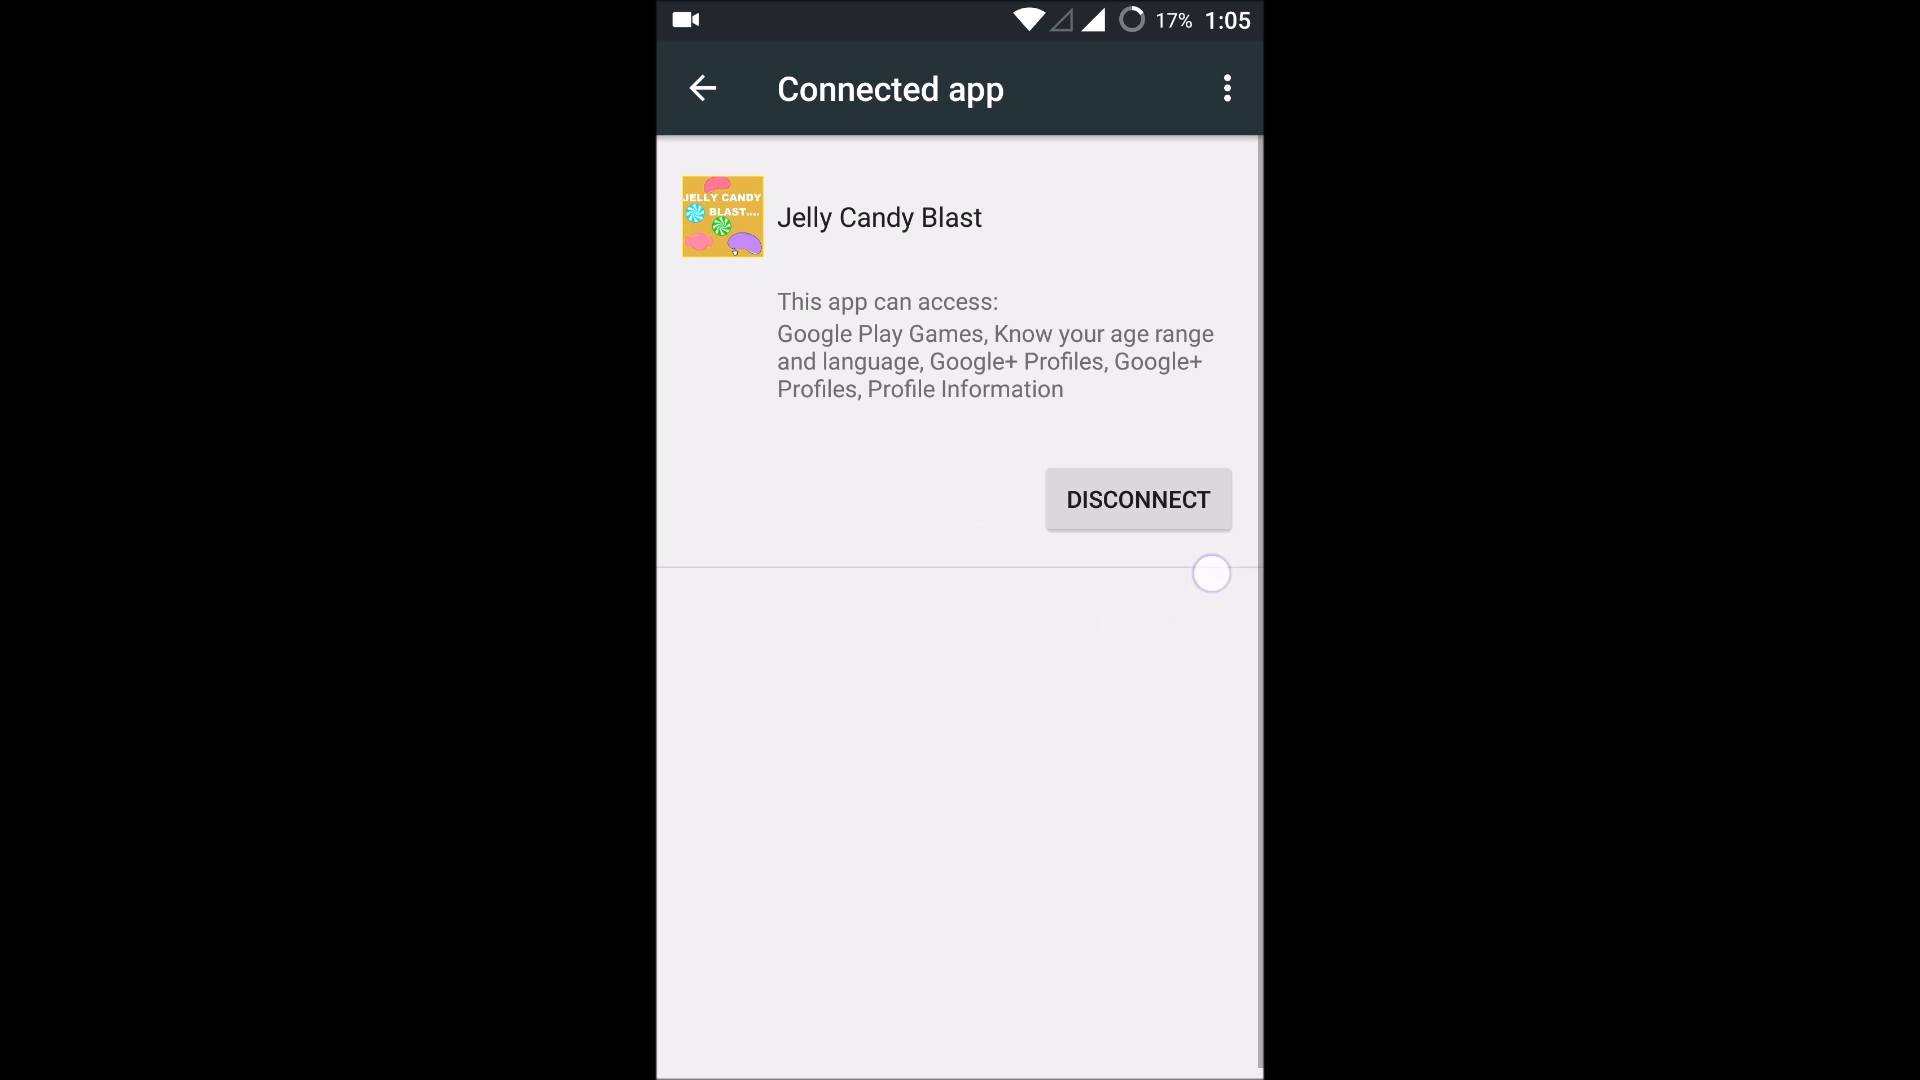 17% 1:05
Connected app
JELLY CANDY
BLAST....
Jelly Candy Blast
This app can access:
Google Play Games, Know your age range
and language, Google+ Profiles, Google+
Profiles, Profile Information
DISCONNECT